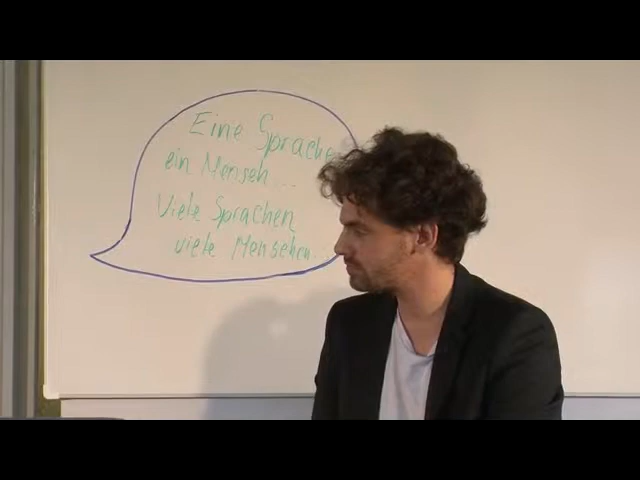 Eine Sprache
ein Mensch...
Viele Sprachen
viele Menschen...